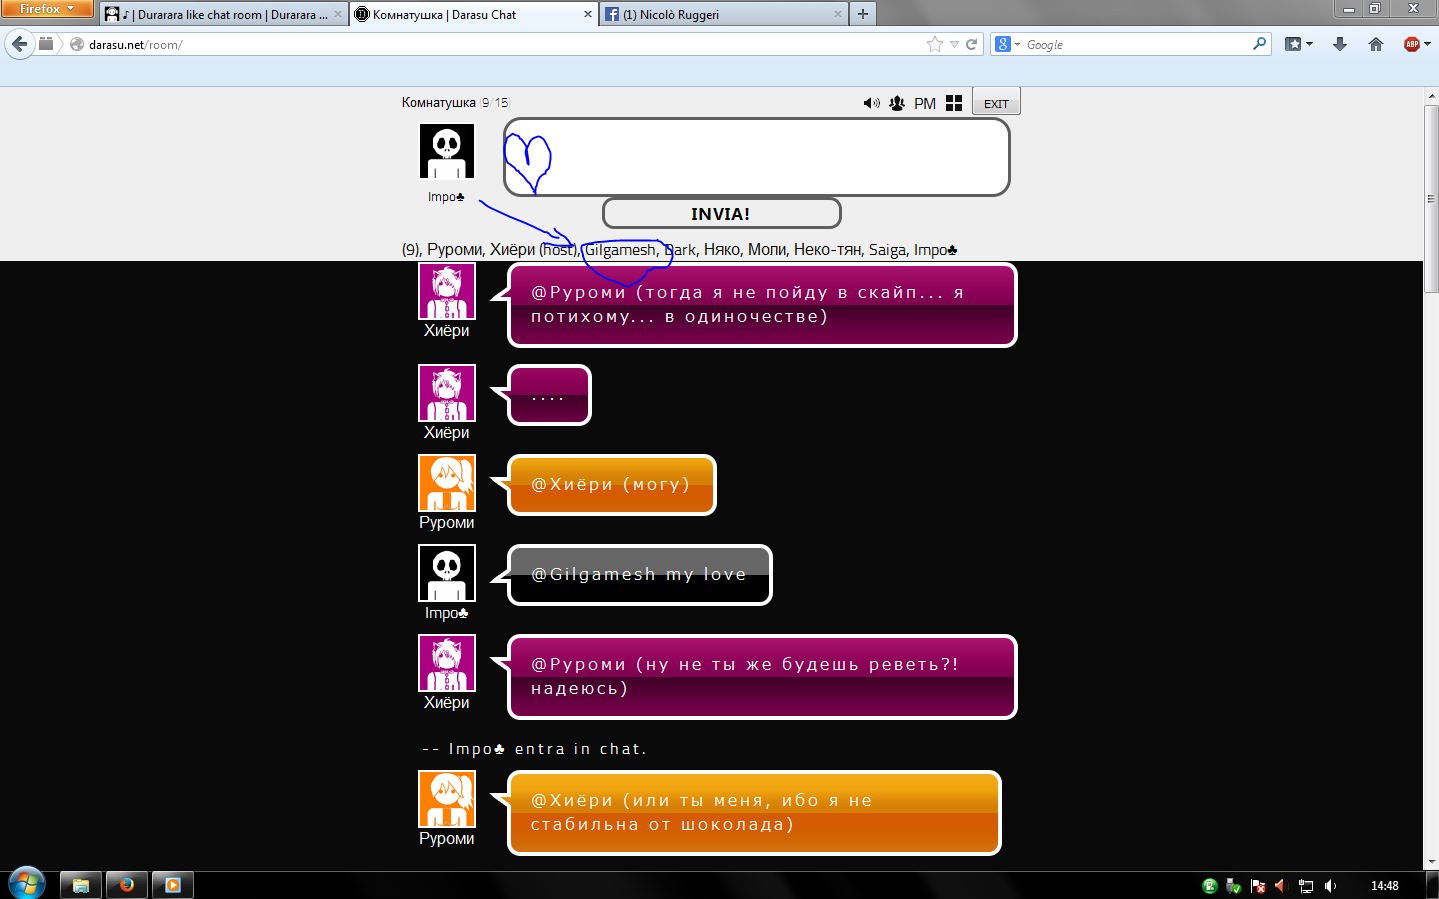 Firefox
♪ | Durarara like chat room | Durarara ...
Комнатушка | Darasu Chat
(1) Nicolò Ruggeri
darasu.net/room/
Google
ABP
Комнатушка (9/15)
PM
EXIT
Impo♣
INVIA!
(9), Руроми, Хиёри (host), Gilgamesh, Dark, Няко, Мопи, Неко-тян, Saiga, Impo♣
@Руроми (тогда я не пойду в скайп... я
потихому... в одиночестве)
Хиёри
....
Хиёри
@Хиёри (могу)
Руроми
@Gilgamesh my love
Impo♣
@Руроми (ну не ты же будешь реветь?!
надеюсь)
Хиёри
-- Impo♣ entra in chat.
@Хиёри (или ты меня, ибо я не
стабильна от шоколада)
Руроми
14:48